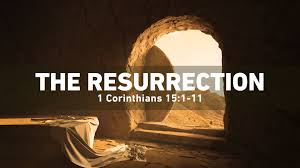 THE RESURRECTION
1 Corinthians 15:1-11